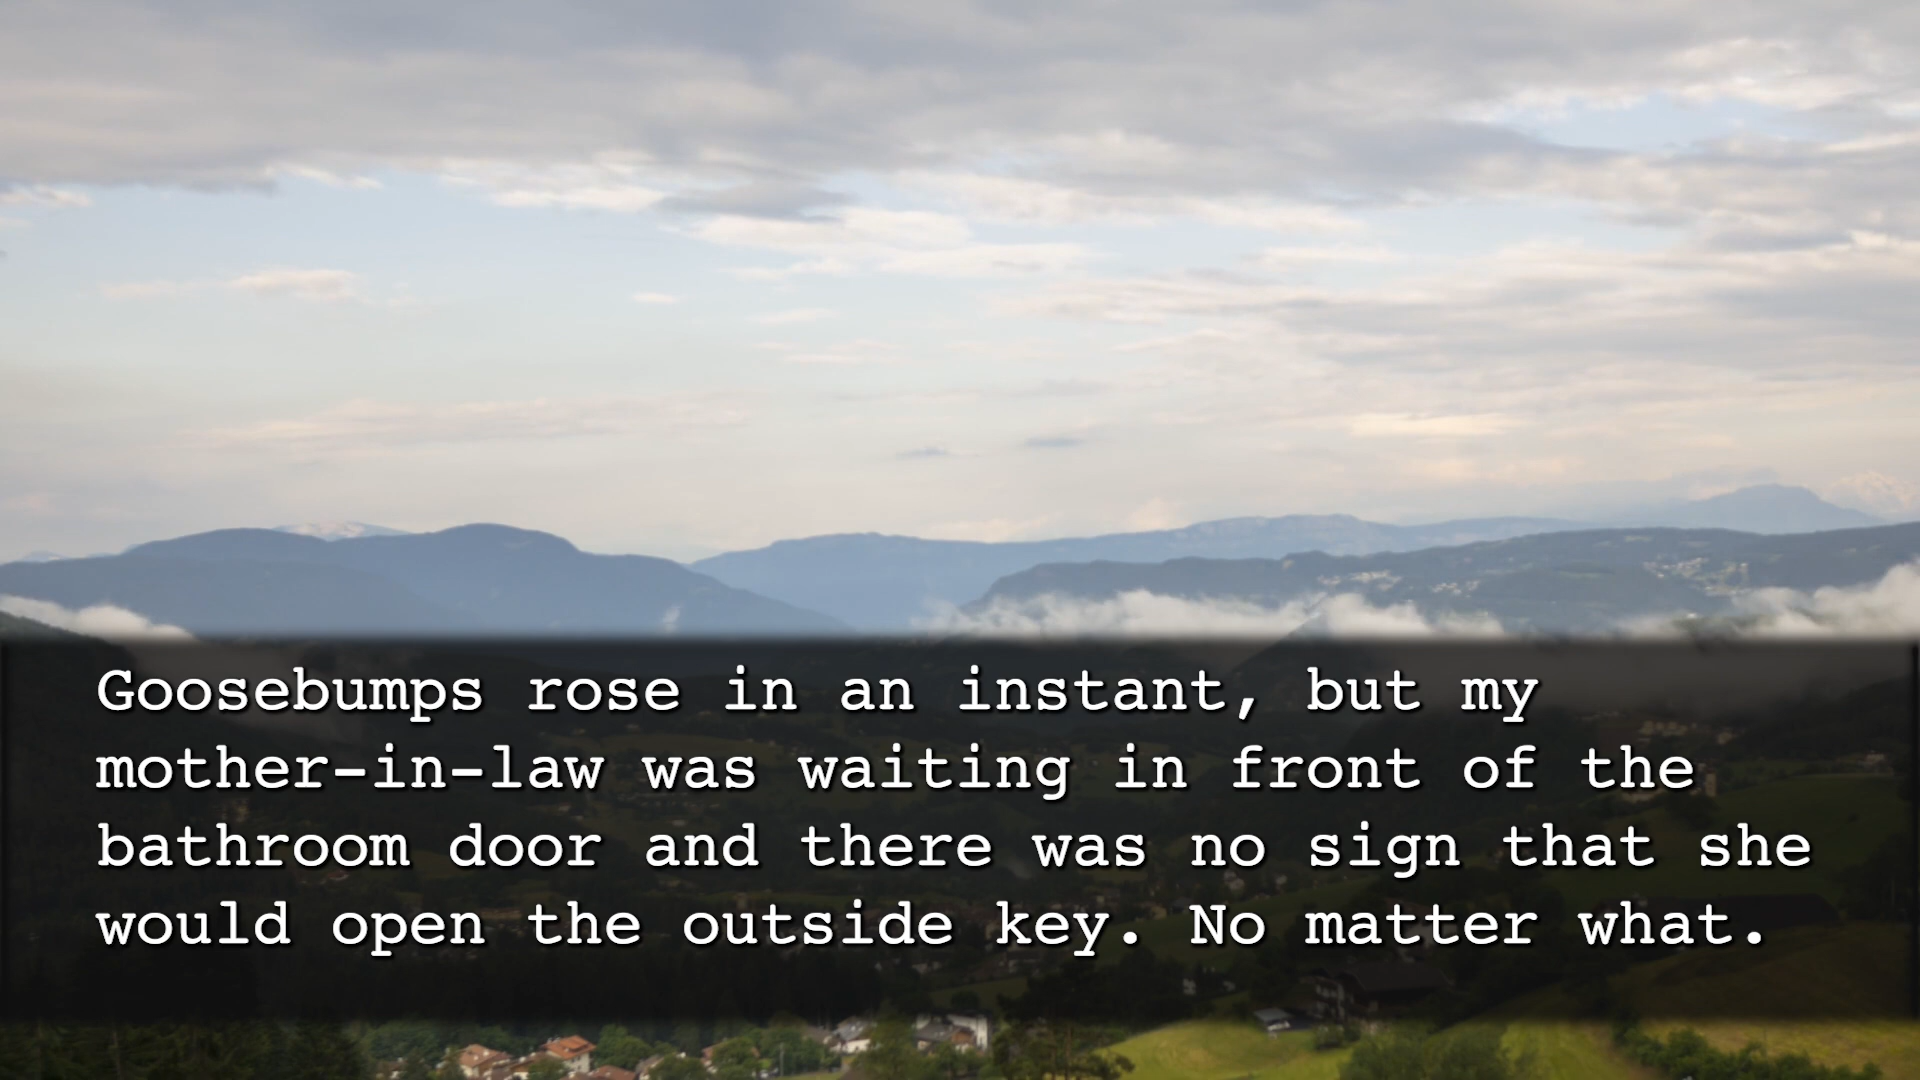 Goosebumps rose in an instant, but my
mother-in-law was waiting in front of the
bathroom door and there was no sign that she
would open the outside key. No matter what.